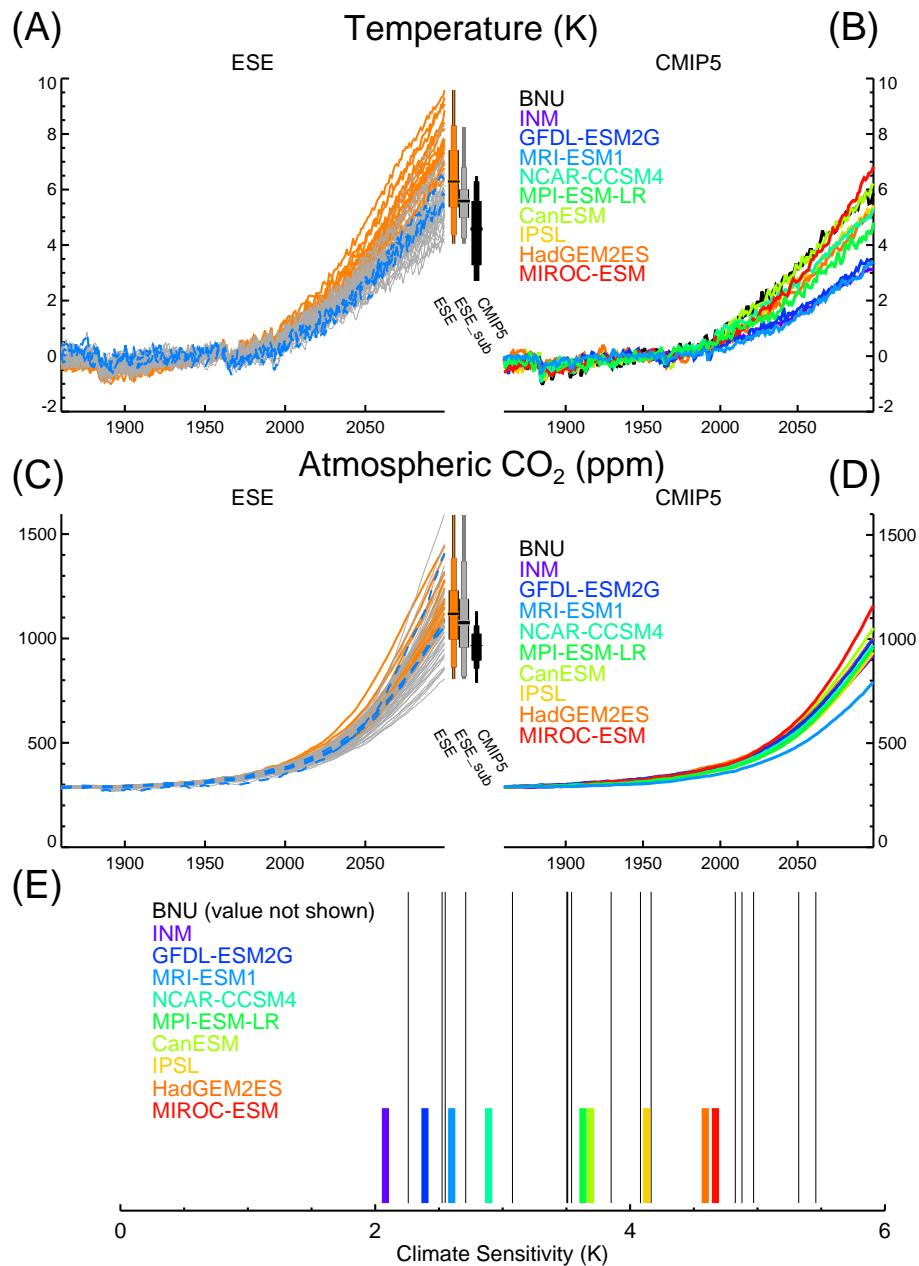 (A)
Temperature (K)
(B)
ESE
CMIP5
10
8
6
4
2
0
-2
1900
1950
2000
2050
ESE
ESE_sub
CMIP5
BNU
INM
GFDL-ESM2G
MRI-ESM1
NCAR-CCSM4
MPI-ESM-LR
CanESM
IPSL
HadGEM2ES
MIROC-ESM
10
8
6
4
2
0
-2
1900
1950
2000
2050
(C)
Atmospheric CO2 (ppm)
(D)
ESE
CMIP5
1500
1000
500
0
1900
1950
2000
2050
ESE
ESE_sub
CMIP5
BNU
INM
GFDL-ESM2G
MRI-ESM1
NCAR-CCSM4
MPI-ESM-LR
CanESM
IPSL
HadGEM2ES
MIROC-ESM
1500
1000
500
0
1900
1950
2000
2050
(E)
BNU (value not shown)
INM
GFDL-ESM2G
MRI-ESM1
NCAR-CCSM4
MPI-ESM-LR
CanESM
IPSL
HadGEM2ES
MIROC-ESM
0
2
4
6
Climate Sensitivity (K)